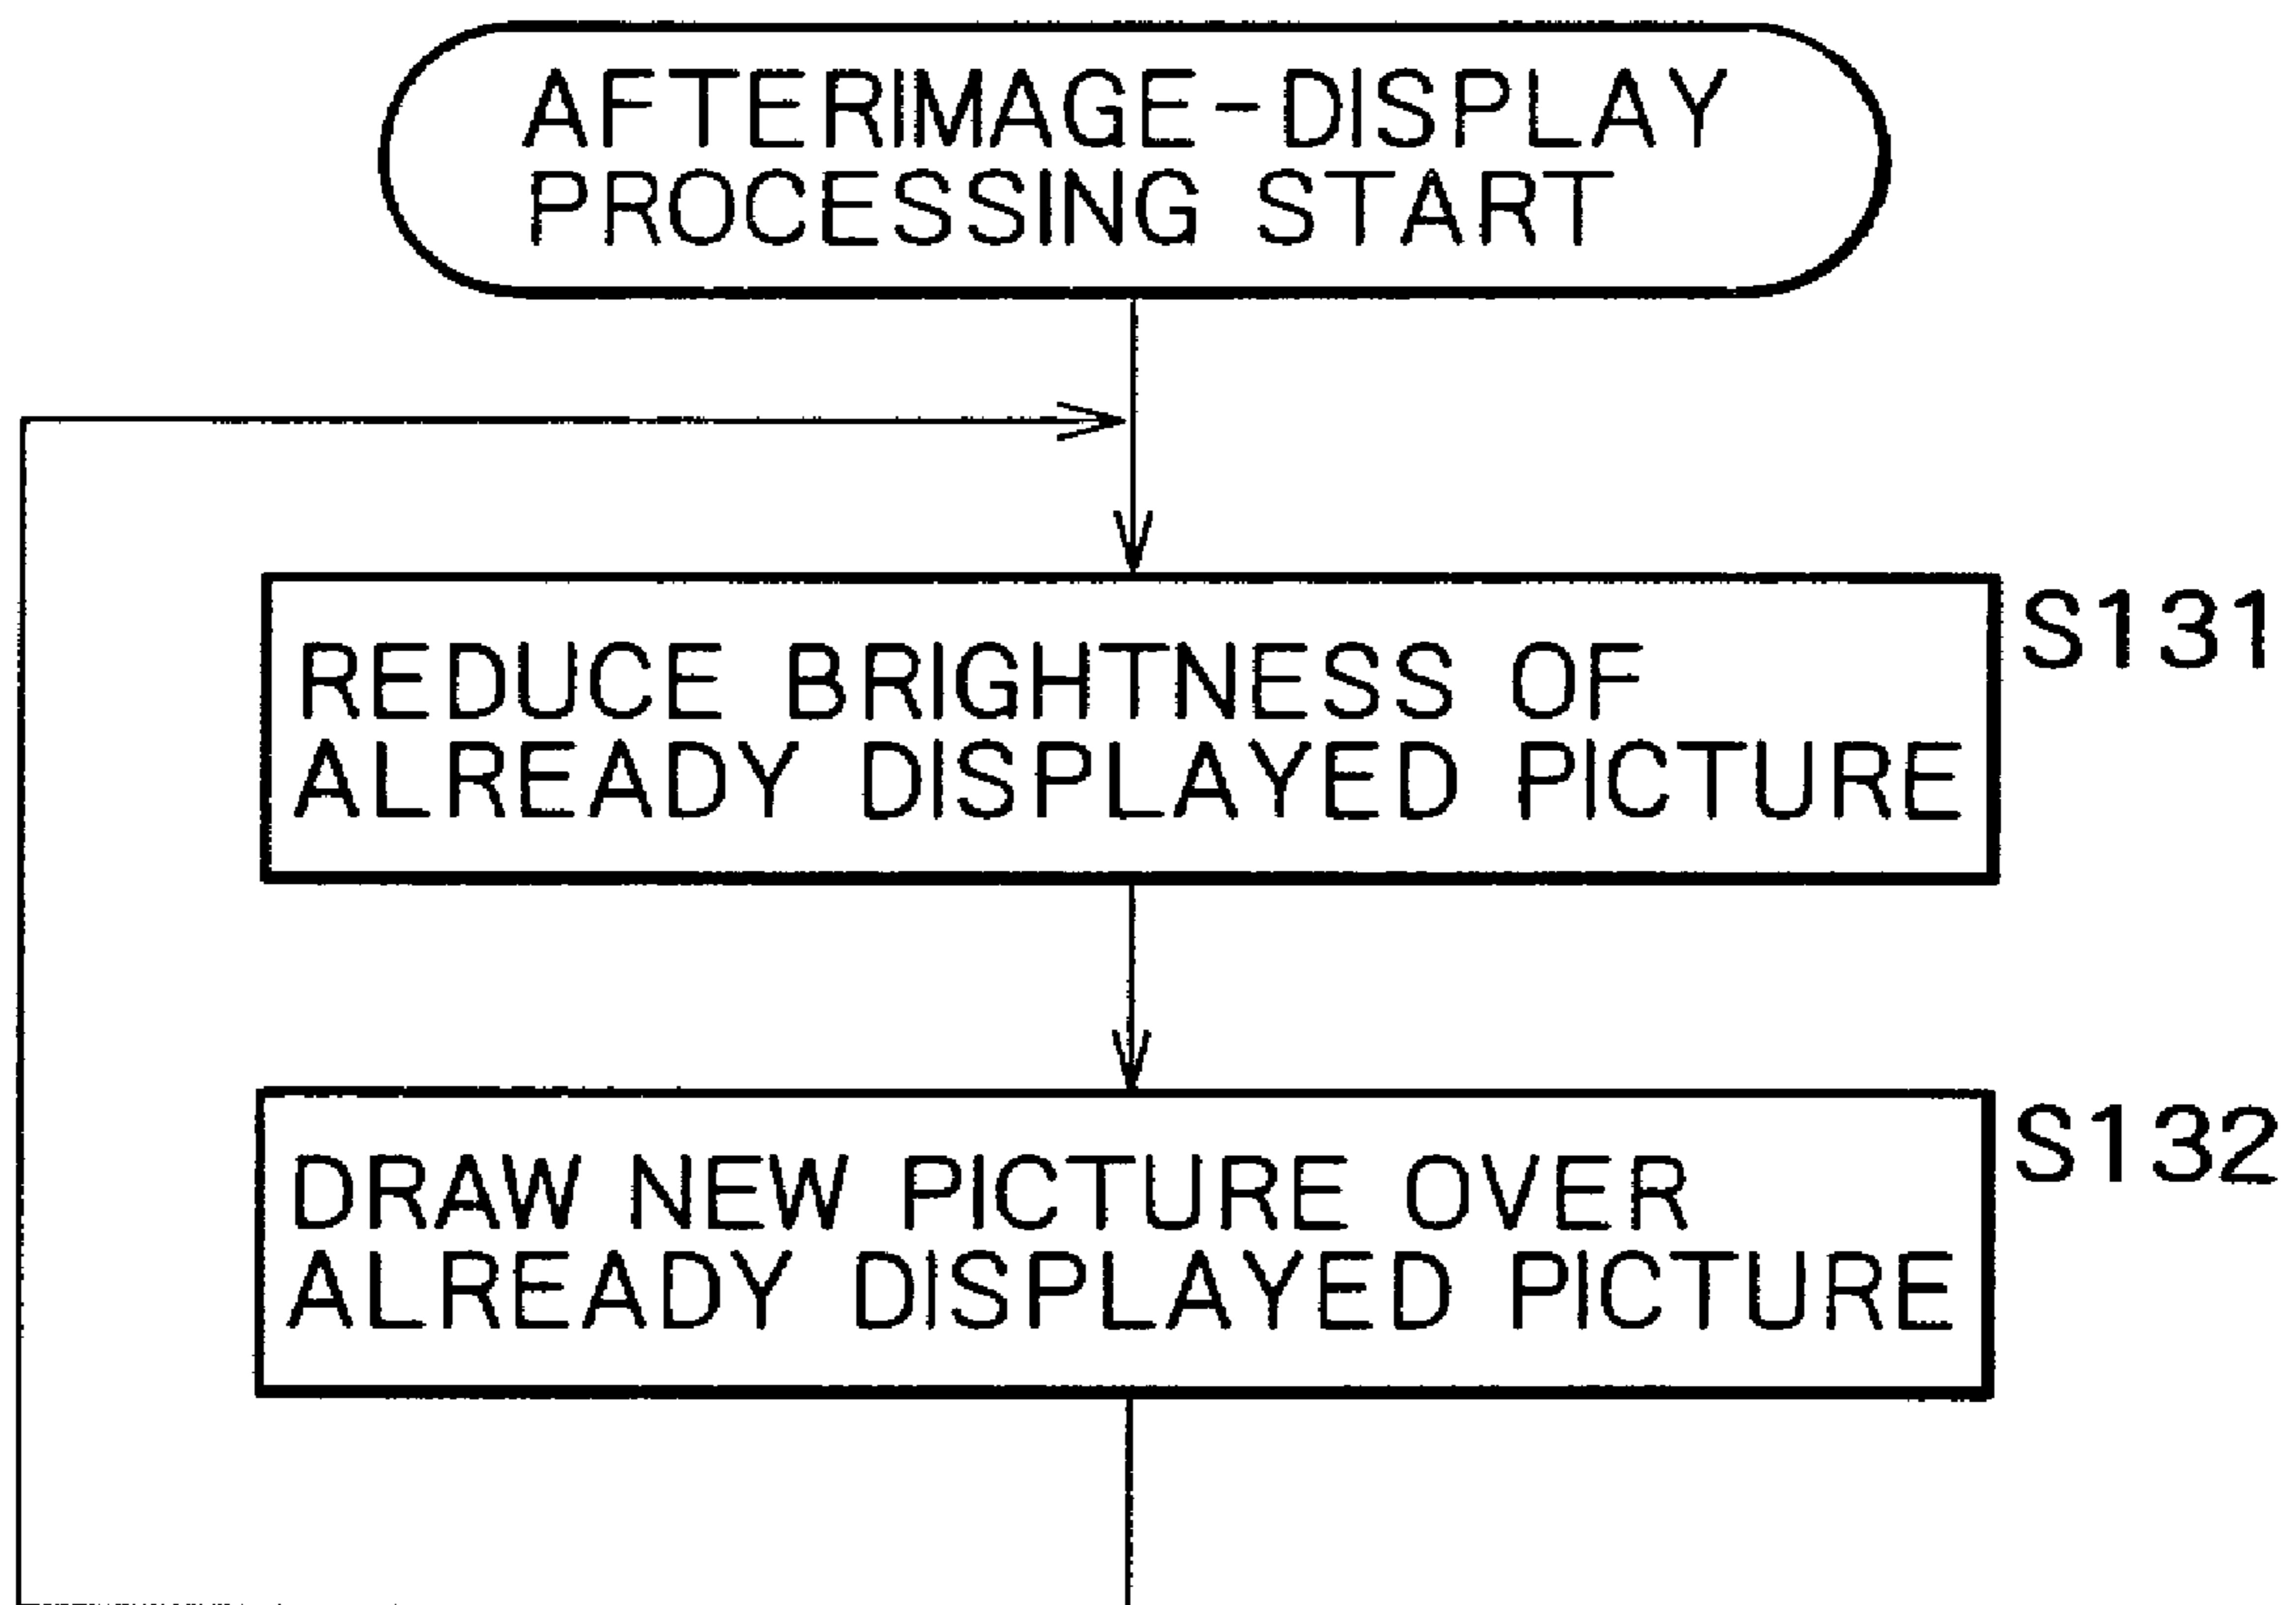 AFTERIMAGE-DISPLAY
PROCESSING START
S131
REDUCE BRIGHTNESS OF
ALREADY DISPLAYED PICTURE
S132
DRAW NEW PICTURE OVER
ALREADY DISPLAYED PICTURE